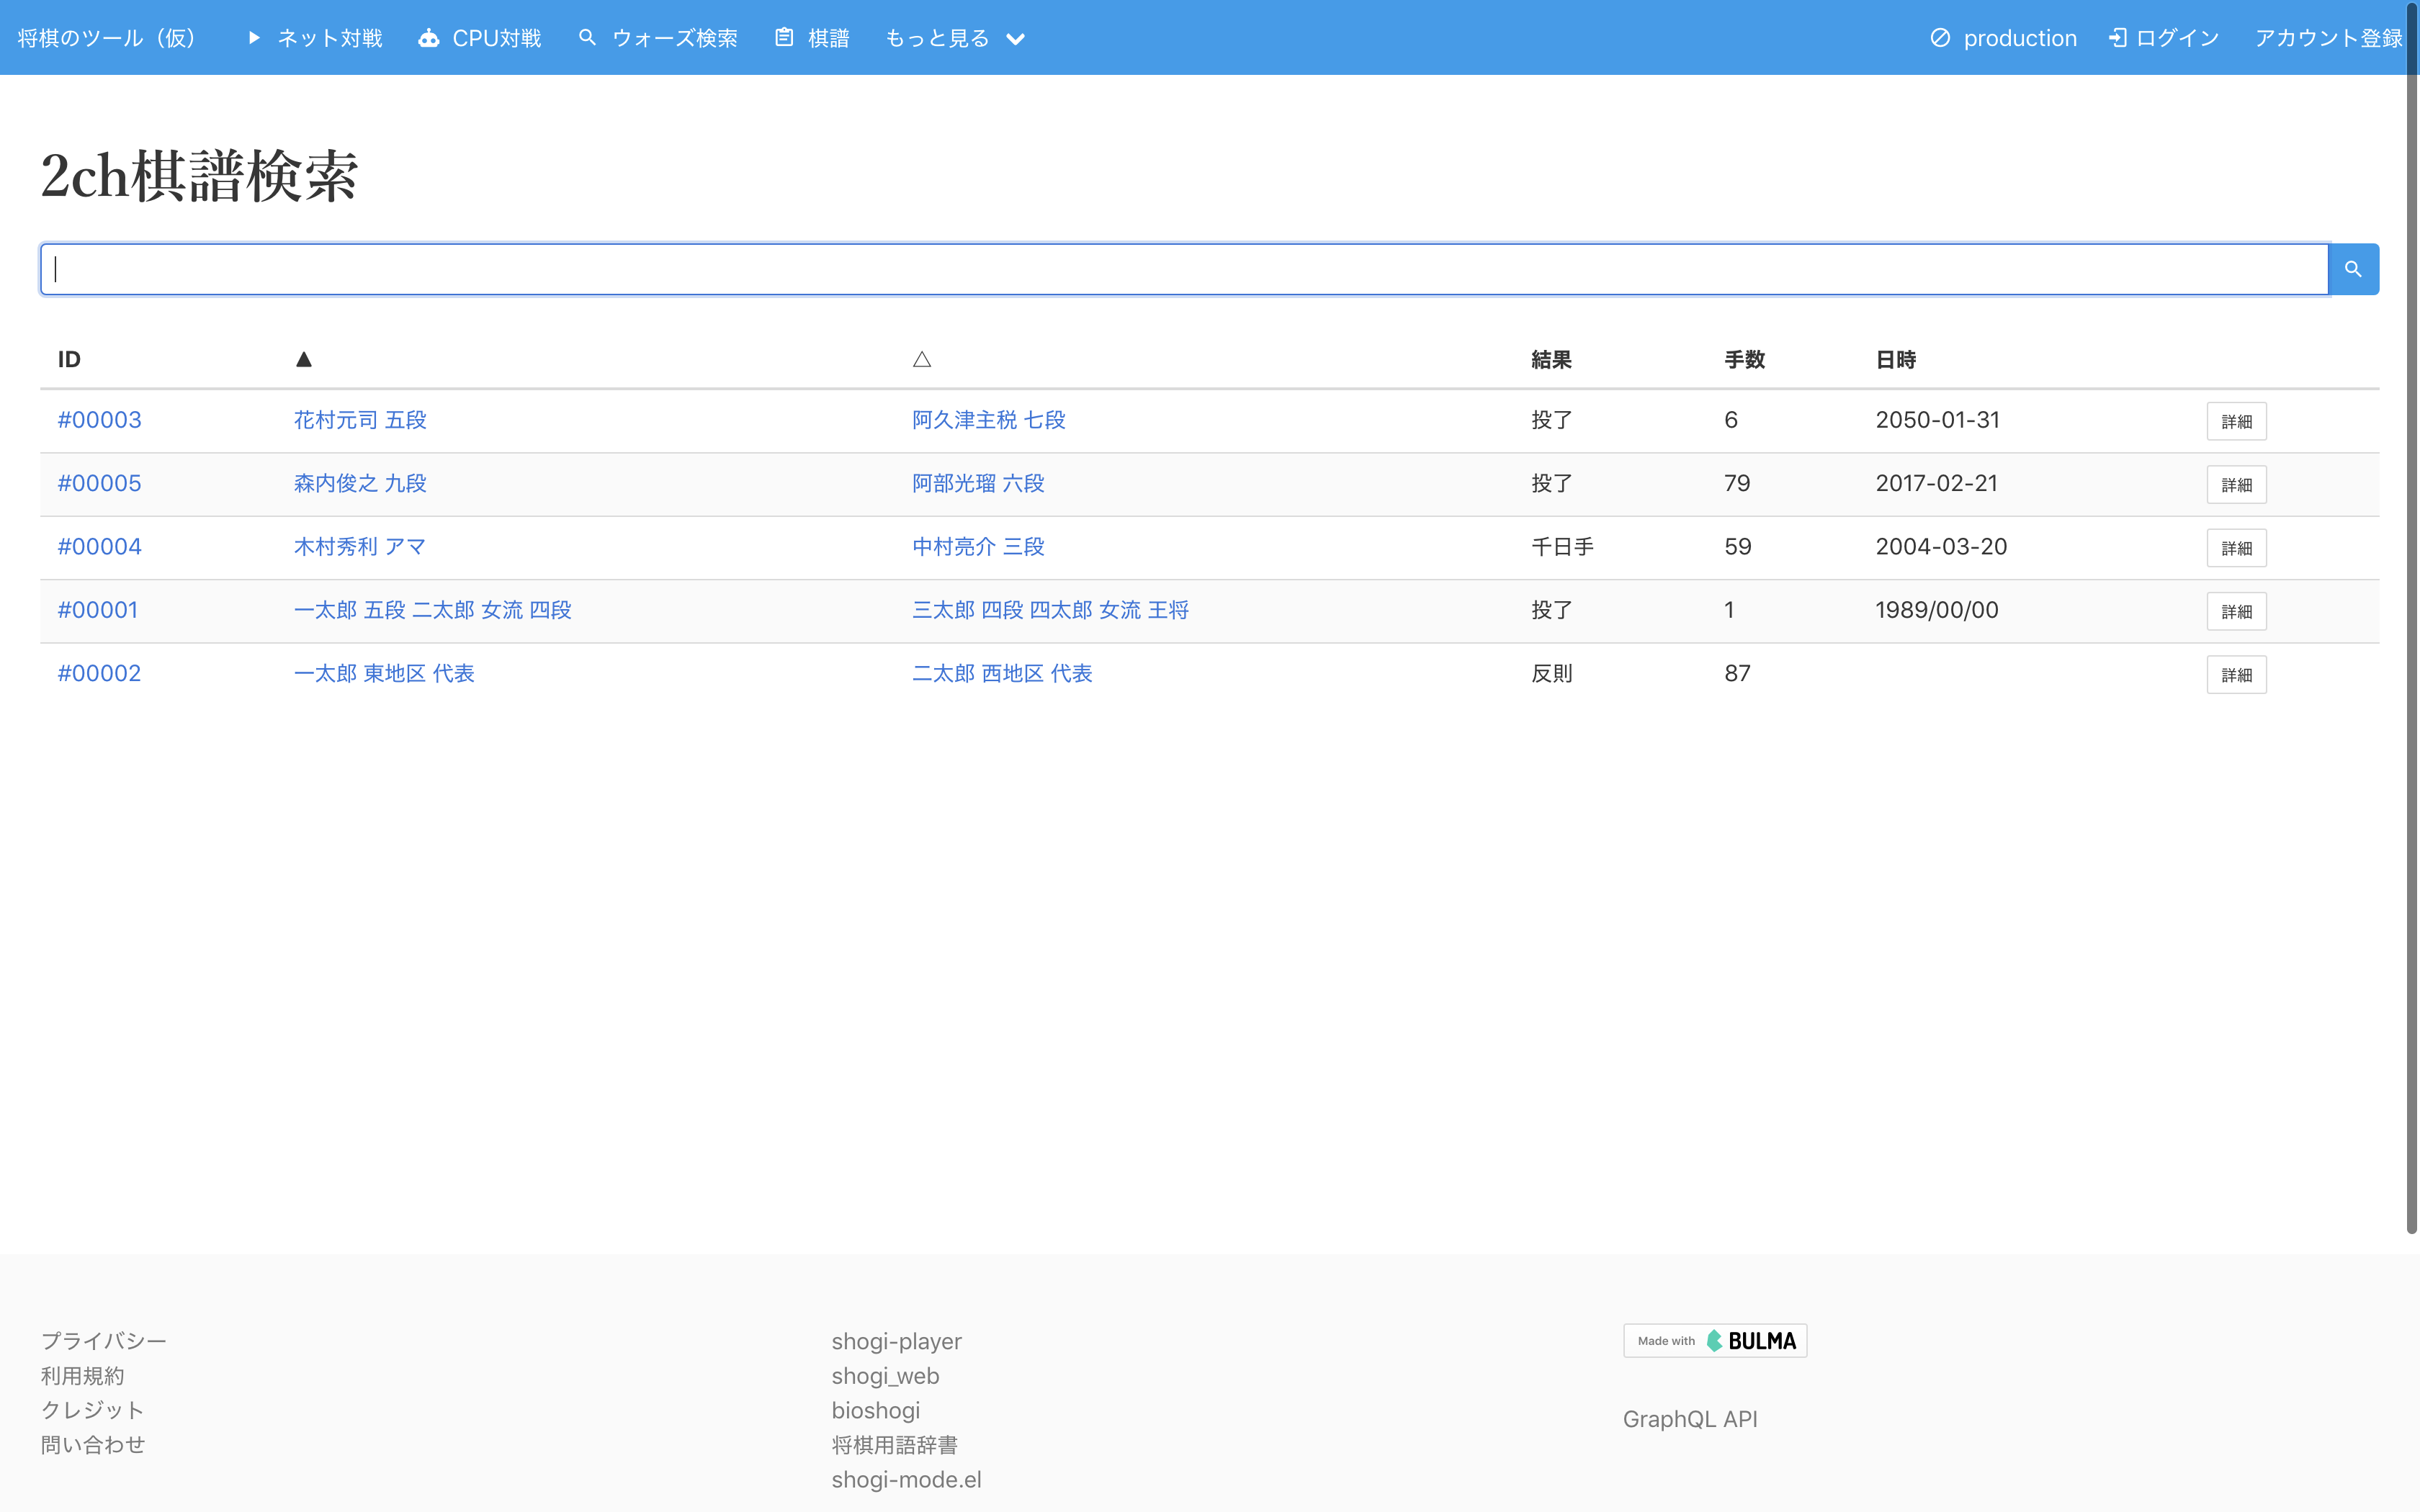 将棋のツール（仮） ネット対戦 CPU対戦 ウォーズ検索 棋譜 もっと見る production ログイン アカウント登録
2ch棋譜検索
ID ▲ △ 結果 手数 日時
#00003 花村元司 五段 阿久津主税 七段 投了 6 2050-01-31 詳細
#00005 森内俊之 九段 阿部光瑠 六段 投了 79 2017-02-21 詳細
#00004 木村秀利 アマ 中村亮介 三段 千日手 59 2004-03-20 詳細
#00001 一太郎 五段 二太郎 女流 四段 三太郎 四段 四太郎 女流 王将 投了 1 1989/00/00 詳細
#00002 一太郎 東地区 代表 二太郎 西地区 代表 反則 87 詳細
プライバシー
利用規約
クレジット
問い合わせ
shogi-player
shogi_web
bioshogi
将棋用語辞書
shogi-mode.el
Made with BULMA
GraphQL API